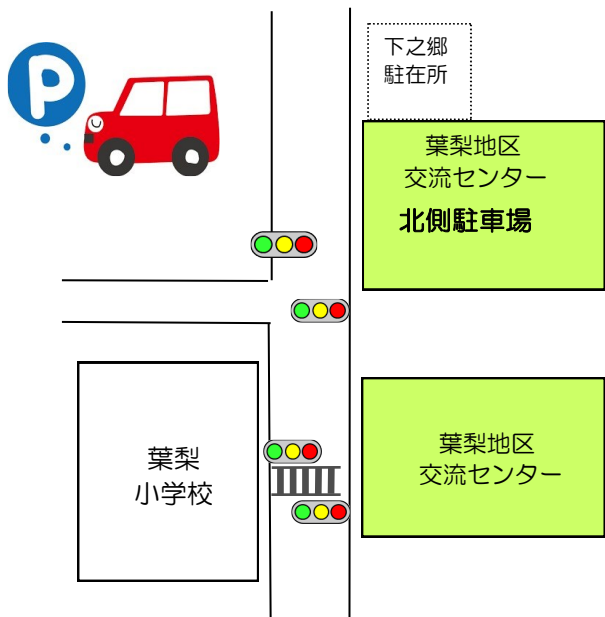 P
下之郷
駐在所
葉梨地区
交流センター
北側駐車場
葉梨
小学校
葉梨地区
交流センター